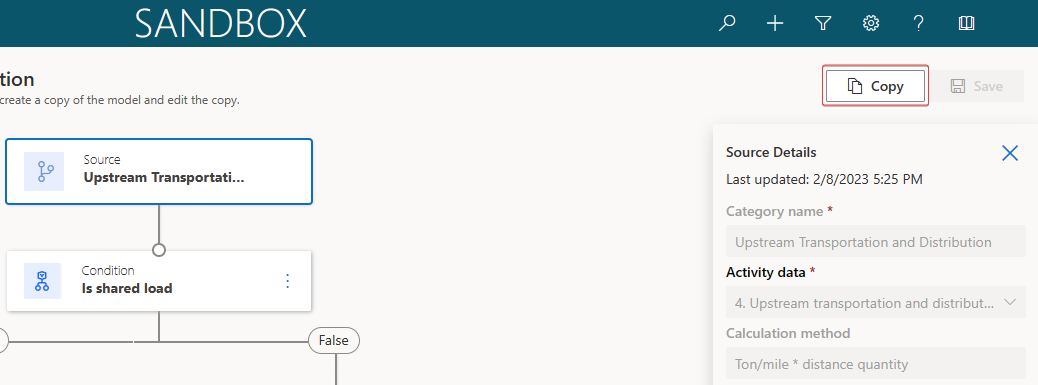 SANDBOX
tion
create a copy of the model and edit the copy.
Copy
Save
Source
Upstream Transportati...
Condition
Is shared load
False
Source Details
Last updated: 2/8/2023 5:25 PM
Category name *
Upstream Transportation and Distribution
Activity data *
4. Upstream transportation and distribut...
Calculation method
Ton/mile * distance quantity